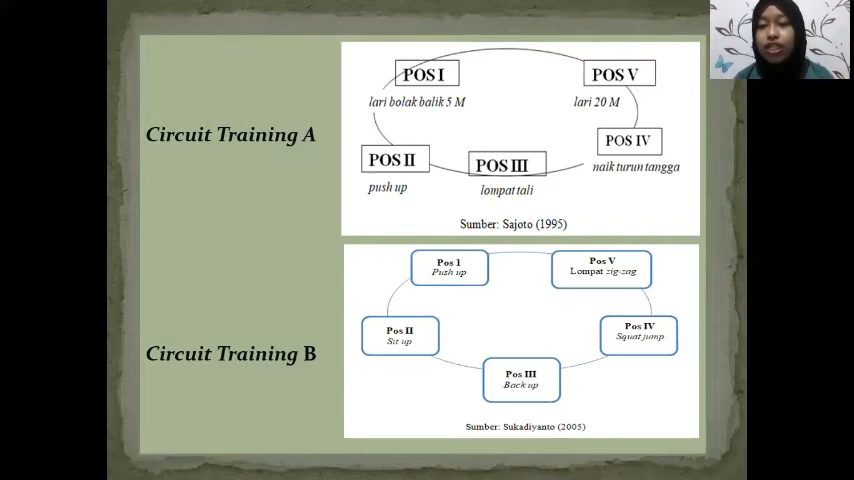 Circuit Training A
POS I
lari bolak balik 5 M
POS V
lari 20 M
POS II
push up
POS III
lompat tali
POS IV
naik turun tangga
Sumber: Sajoto (1995)
Circuit Training B
Pos 1
Push up
Pos V
Lompat zig-zag
Pos II
Sit up
Pos IV
Squat jump
Pos III
Back up
Sumber: Sukadiyanto (2005)